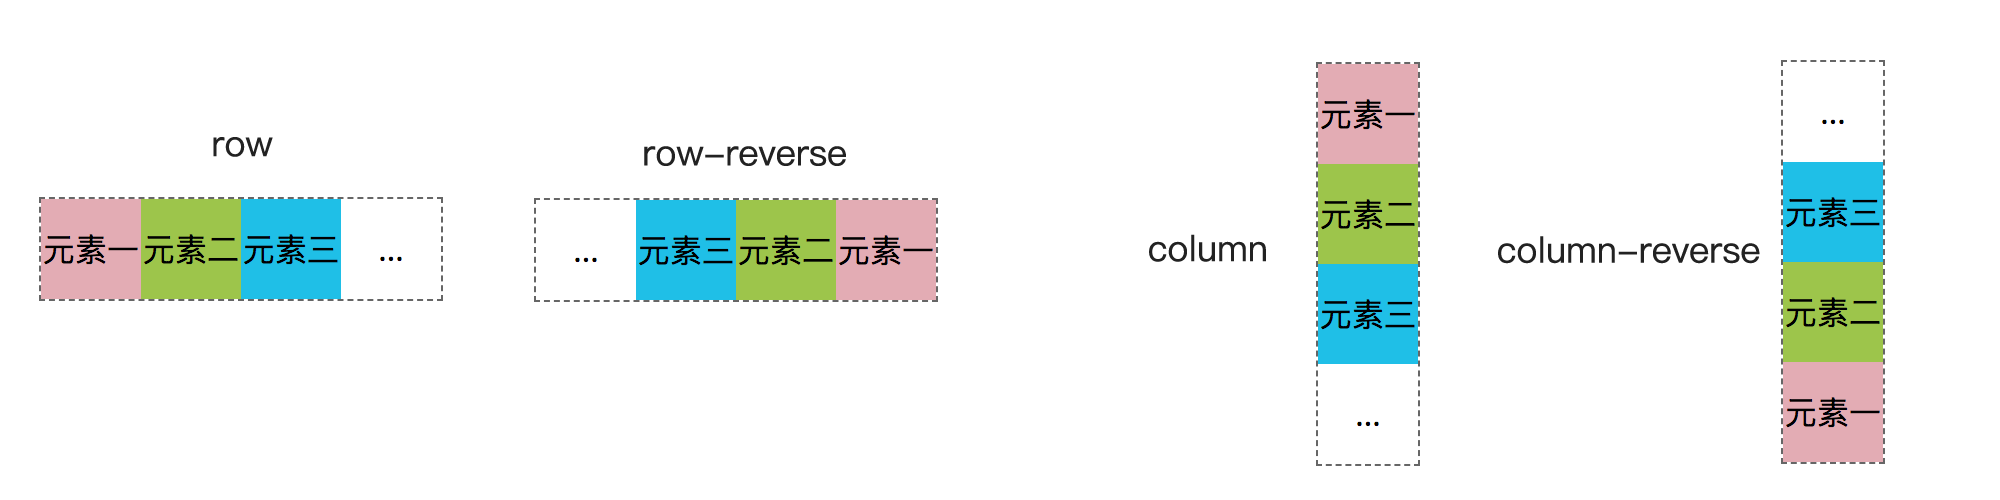 row
元素一 元素二 元素三 ...
row-reverse
... 元素三 元素二 元素一
column
元素一
元素二
元素三
...
column-reverse
...
元素三
元素二
元素一